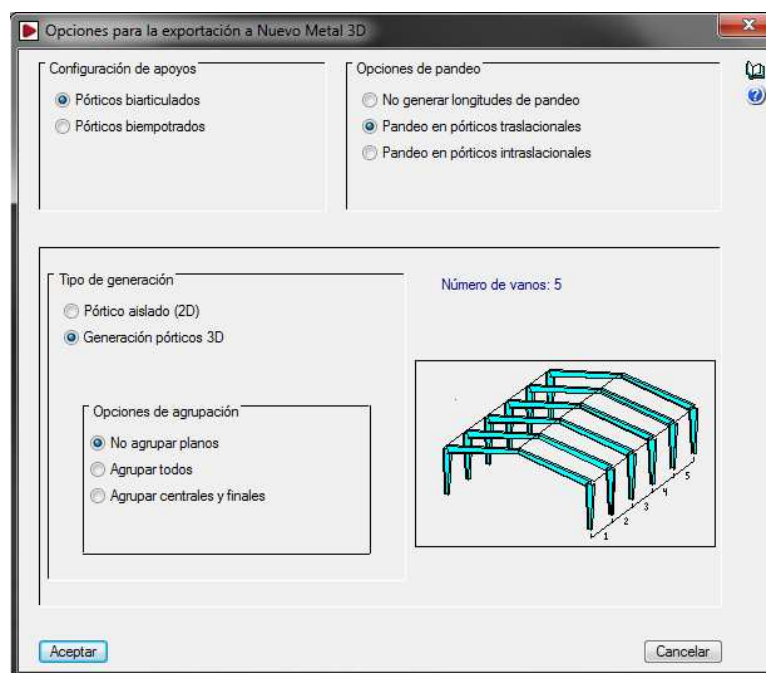 Opciones para la exportación a Nuevo Metal 3D
Configuración de apoyos
Pórticos biarticulados
Pórticos biempotrados
Opciones de pandeo
No generar longitudes de pandeo
Pandeo en pórticos traslacionales
Pandeo en pórticos intraslacionales
Tipo de generación
Pórtico aislado (2D)
Generación pórticos 3D
Opciones de agrupación
No agrupar planos
Agrupar todos
Agrupar centrales y finales
Número de vanos: 5
1
2
3
4
5
Aceptar
Cancelar